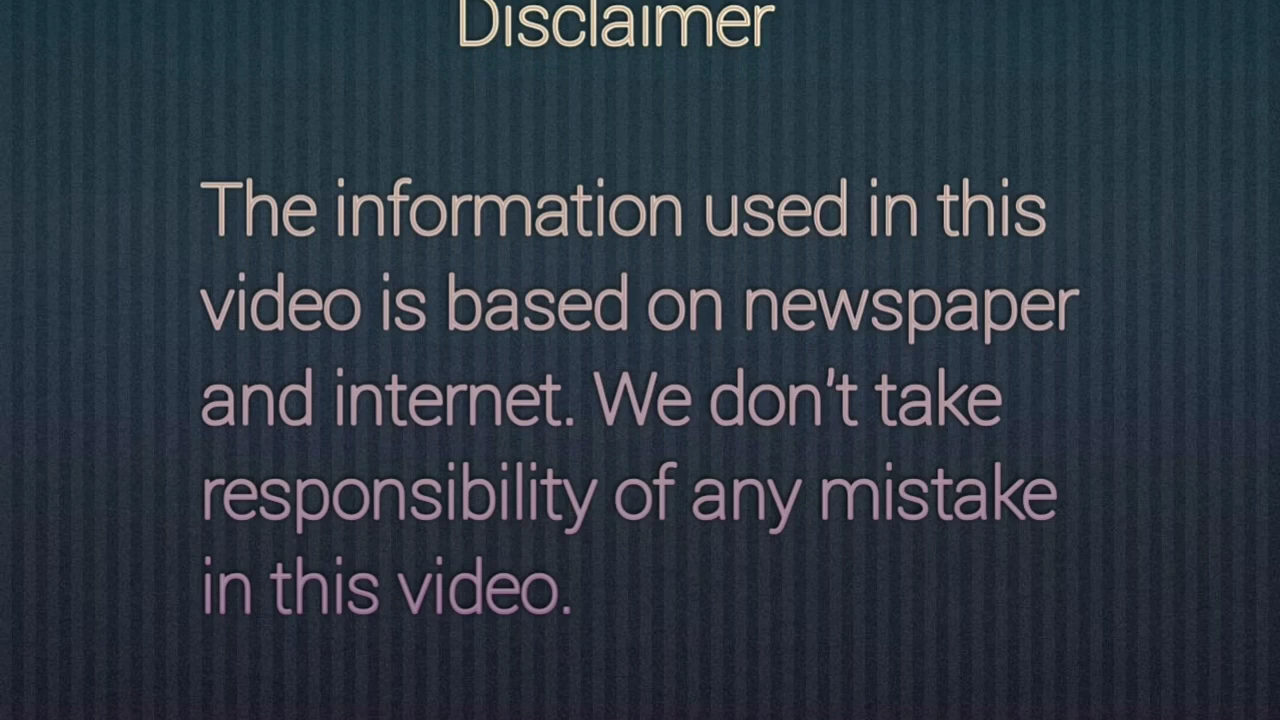 Disclaimer
The information used in this
video is based on newspaper
and internet. We don't take
responsibility of any mistake
in this video.